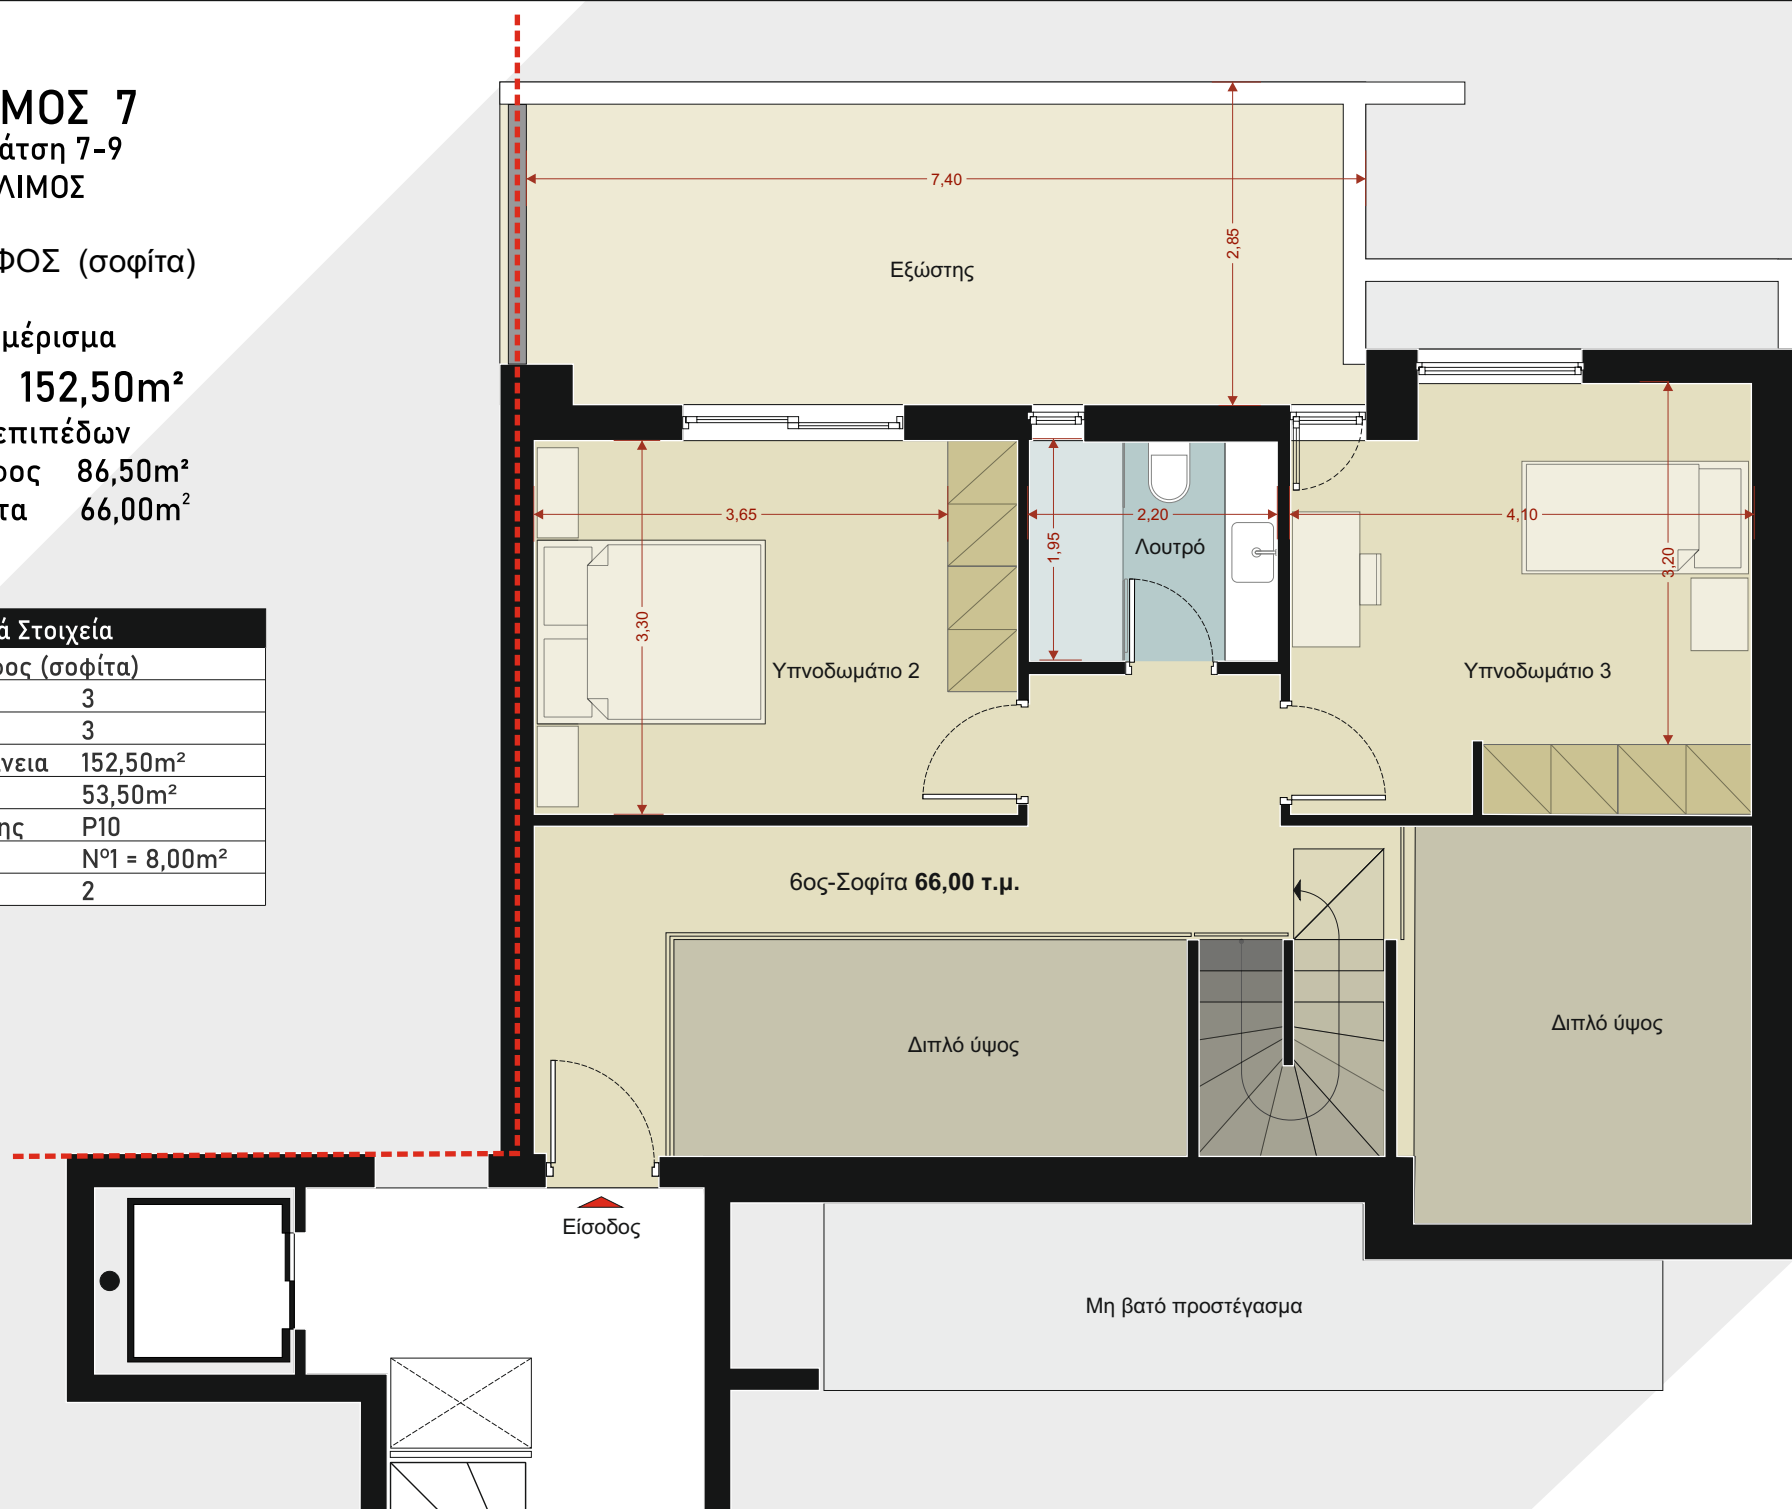 ΜΟΣ 7
άτση 7-9
ΛΙΜΟΣ
ΦΟΣ (σοφίτα)
μέρισμα
152,50m²
επιπέδων
ρος 86,50m²
τα 66,00m²
ά Στοιχεία
ρος (σοφίτα)
3
3
νεια 152,50m²
53,50m²
ης P10
Nº1 = 8,00m²
2
7,40
2,85
Εξώστης
3,65
2,20
4,10
1,95
Λουτρό
3,20
3,30
Υπνοδωμάτιο 2
Υπνοδωμάτιο 3
6ος-Σοφίτα 66,00 τ.μ.
Διπλό ύψος
Διπλό ύψος
Είσοδος
Μη βατό προστέγασμα